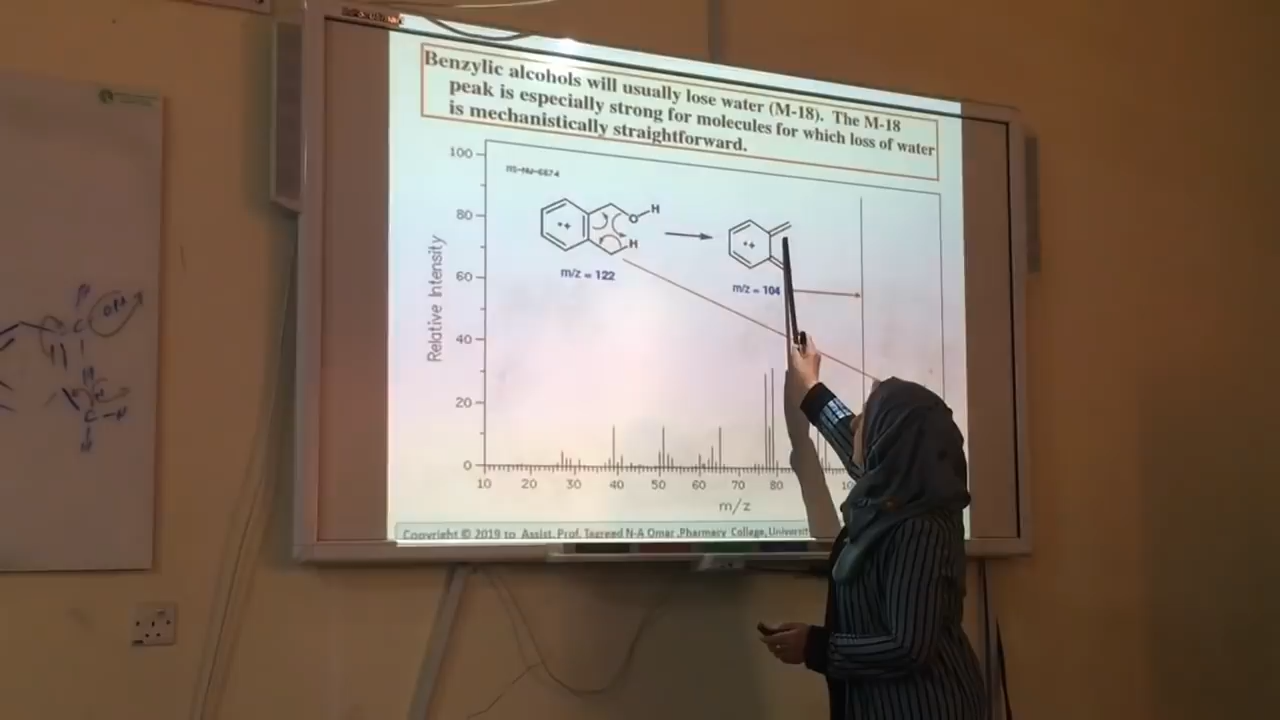 Benzylic alcohols will usually lose water (M-18). The M-18
peak is especially strong for molecules for which loss of water
is mechanistically straightforward.
100
80
60
40
20
0
Relative Intensity
O H
H
m/z = 122
m/z = 104
10 20 30 40 50 60 70 80
m/z
Copyright © 2019 to Assist. Prof. Tagreed N-A Omar ,Pharmacy College,
OH
C
H
C-H
H